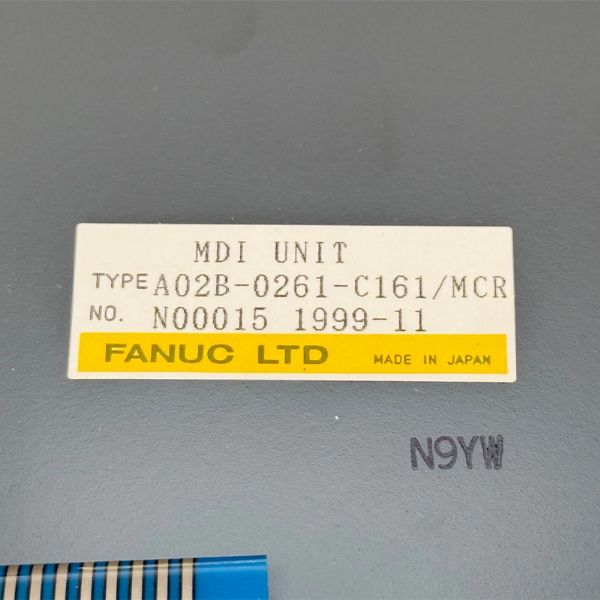 MDI UNIT
TYPE A02B-0261-C161/MCR
NO. N00015 1999-11
FANUC LTD MADE IN JAPAN
N9YW